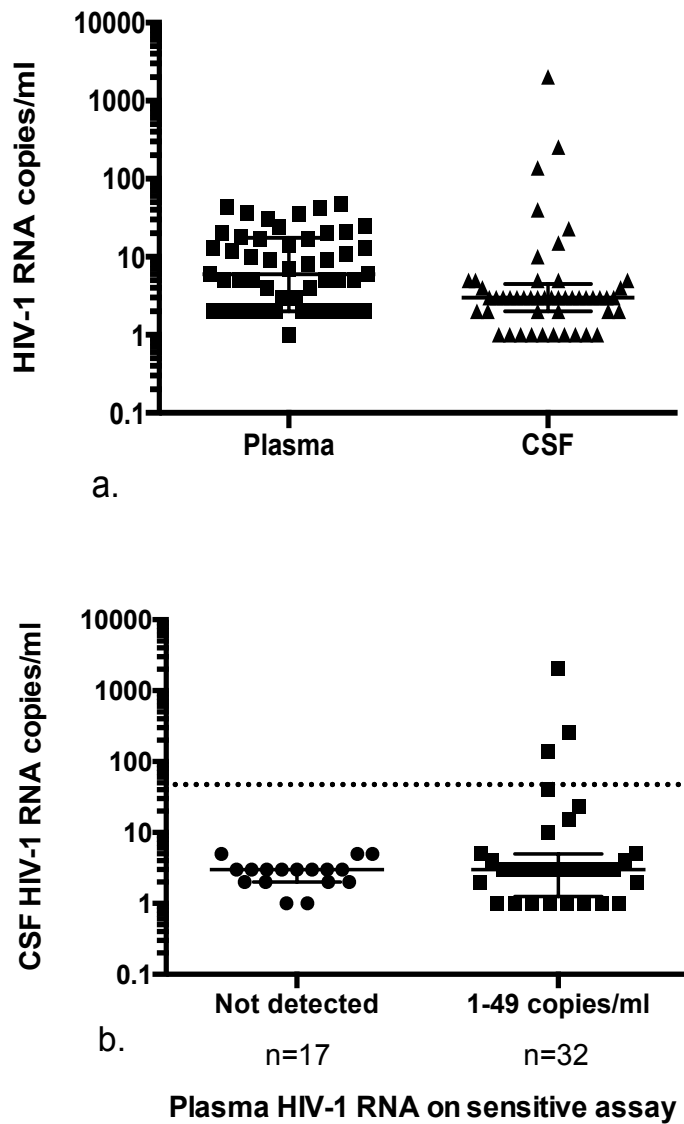 10000
1000
100
10
1
0.1
HIV-1 RNA copies/ml
Plasma CSF
a.
10000
1000
100
10
1
0.1
CSF HIV-1 RNA copies/ml
Not detected 1-49 copies/ml
b.
n=17 n=32
Plasma HIV-1 RNA on sensitive assay